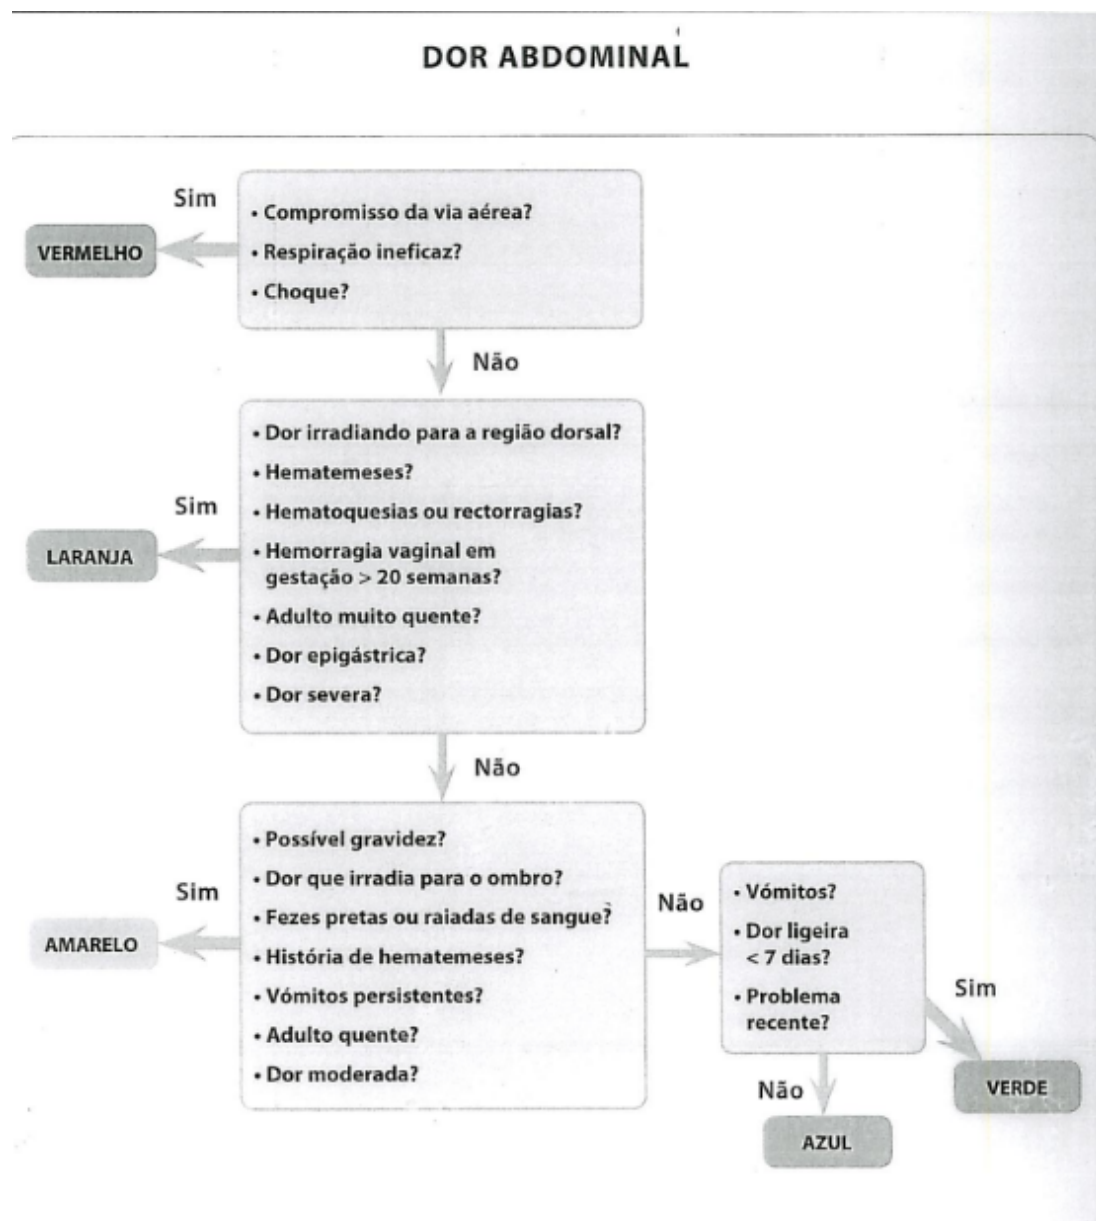 DOR ABDOMINAL
Sim
• Compromisso da via aérea?
VERMELHO
• Respiração ineficaz?
• Choque?
Não
• Dor irradiando para a região dorsal?
• Hematemeses?
Sim
• Hematoquesias ou rectorragias?
LARANJA
• Hemorragia vaginal em
gestação > 20 semanas?
• Adulto muito quente?
• Dor epigástrica?
• Dor severa?
Não
• Possível gravidez?
• Dor que irradia para o ombro?
Sim
• Fezes pretas ou raiadas de sangue?
AMARELO
• História de hematemeses?
• Vómitos persistentes?
• Adulto quente?
• Dor moderada?
Não
• Vómitos?
• Dor ligeira
< 7 dias?
• Problema
recente?
Sim
VERDE
Não
AZUL